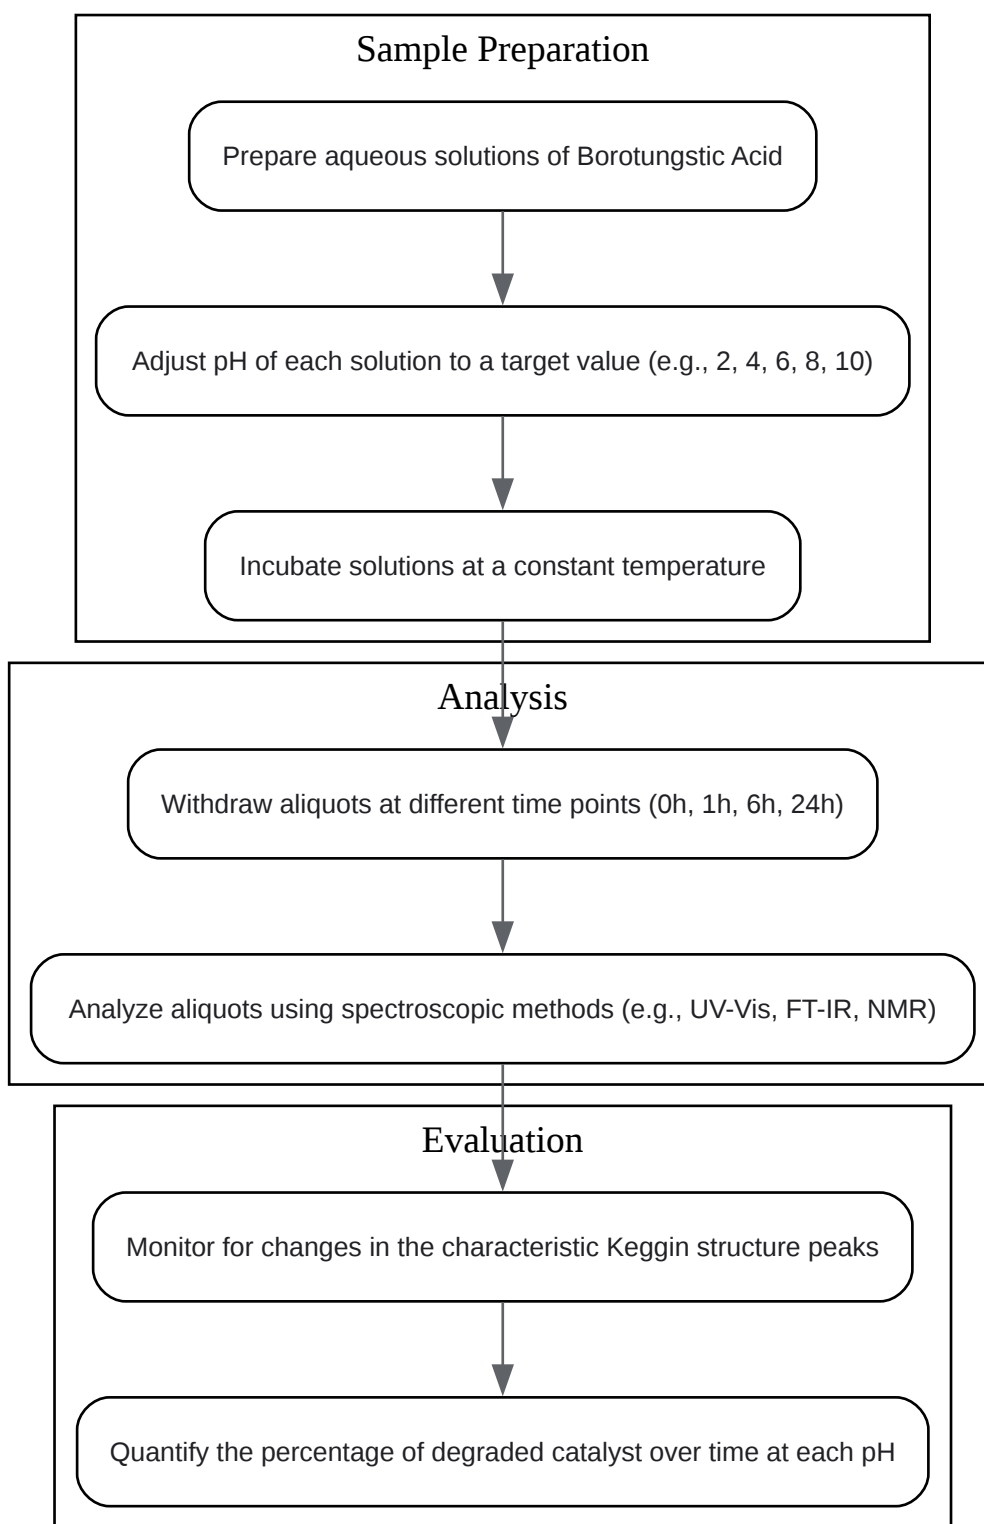 Sample Preparation
Prepare aqueous solutions of Borotungstic Acid
Adjust pH of each solution to a target value (e.g., 2, 4, 6, 8, 10)
Incubate solutions at a constant temperature
Analysis
Withdraw aliquots at different time points (0h, 1h, 6h, 24h)
Analyze aliquots using spectroscopic methods (e.g., UV-Vis, FT-IR, NMR)
Evaluation
Monitor for changes in the characteristic Keggin structure peaks
Quantify the percentage of degraded catalyst over time at each pH